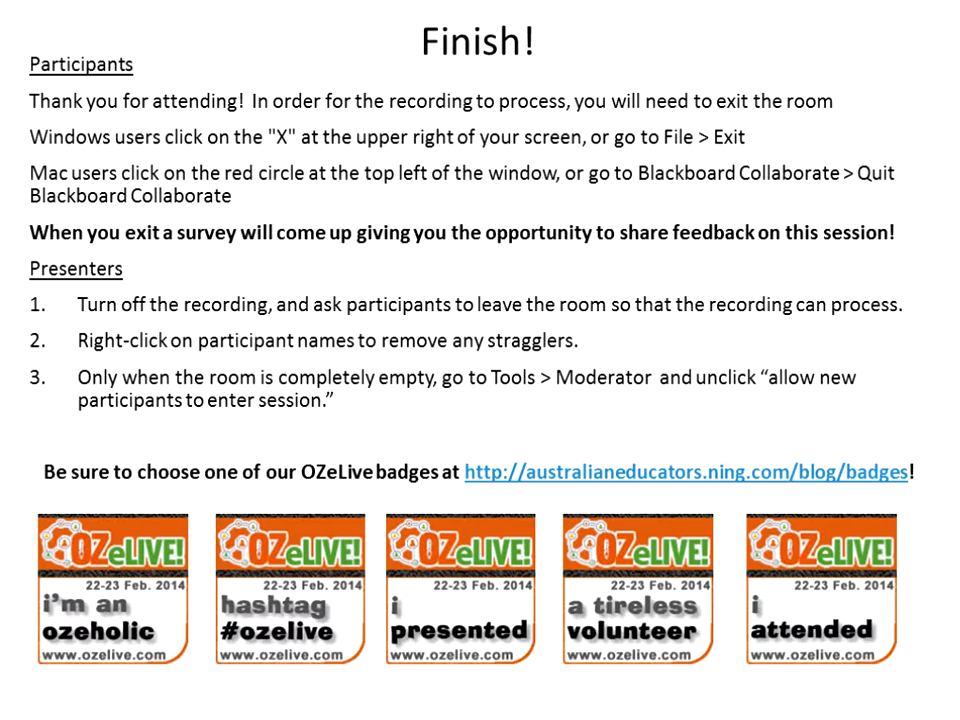 Finish!
Participants
Thank you for attending! In order for the recording to process, you will need to exit the room
Windows users click on the "X" at the upper right of your screen, or go to File > Exit
Mac users click on the red circle at the top left of the window, or go to Blackboard Collaborate > Quit
Blackboard Collaborate
When you exit a survey will come up giving you the opportunity to share feedback on this session!
Presenters
1. Turn off the recording, and ask participants to leave the room so that the recording can process.
2. Right-click on participant names to remove any stragglers.
3. Only when the room is completely empty, go to Tools > Moderator and unclick “allow new
participants to enter session.”
Be sure to choose one of our OZeLive badges at http://australianeducators.ning.com/blog/badges!
OZeLIVE!
22-23 Feb. 2014
i'm an
ozeholic
www.ozelive.com
OZeLIVE!
22-23 Feb. 2014
hashtag
#ozelive
www.ozelive.com
OZeLIVE!
22-23 Feb. 2014
i
presented
www.ozelive.com
OZeLIVE!
22-23 Feb. 2014
a tireless
volunteer
www.ozelive.com
OZeLIVE!
22-23 Feb. 2014
i
attended
www.ozelive.com